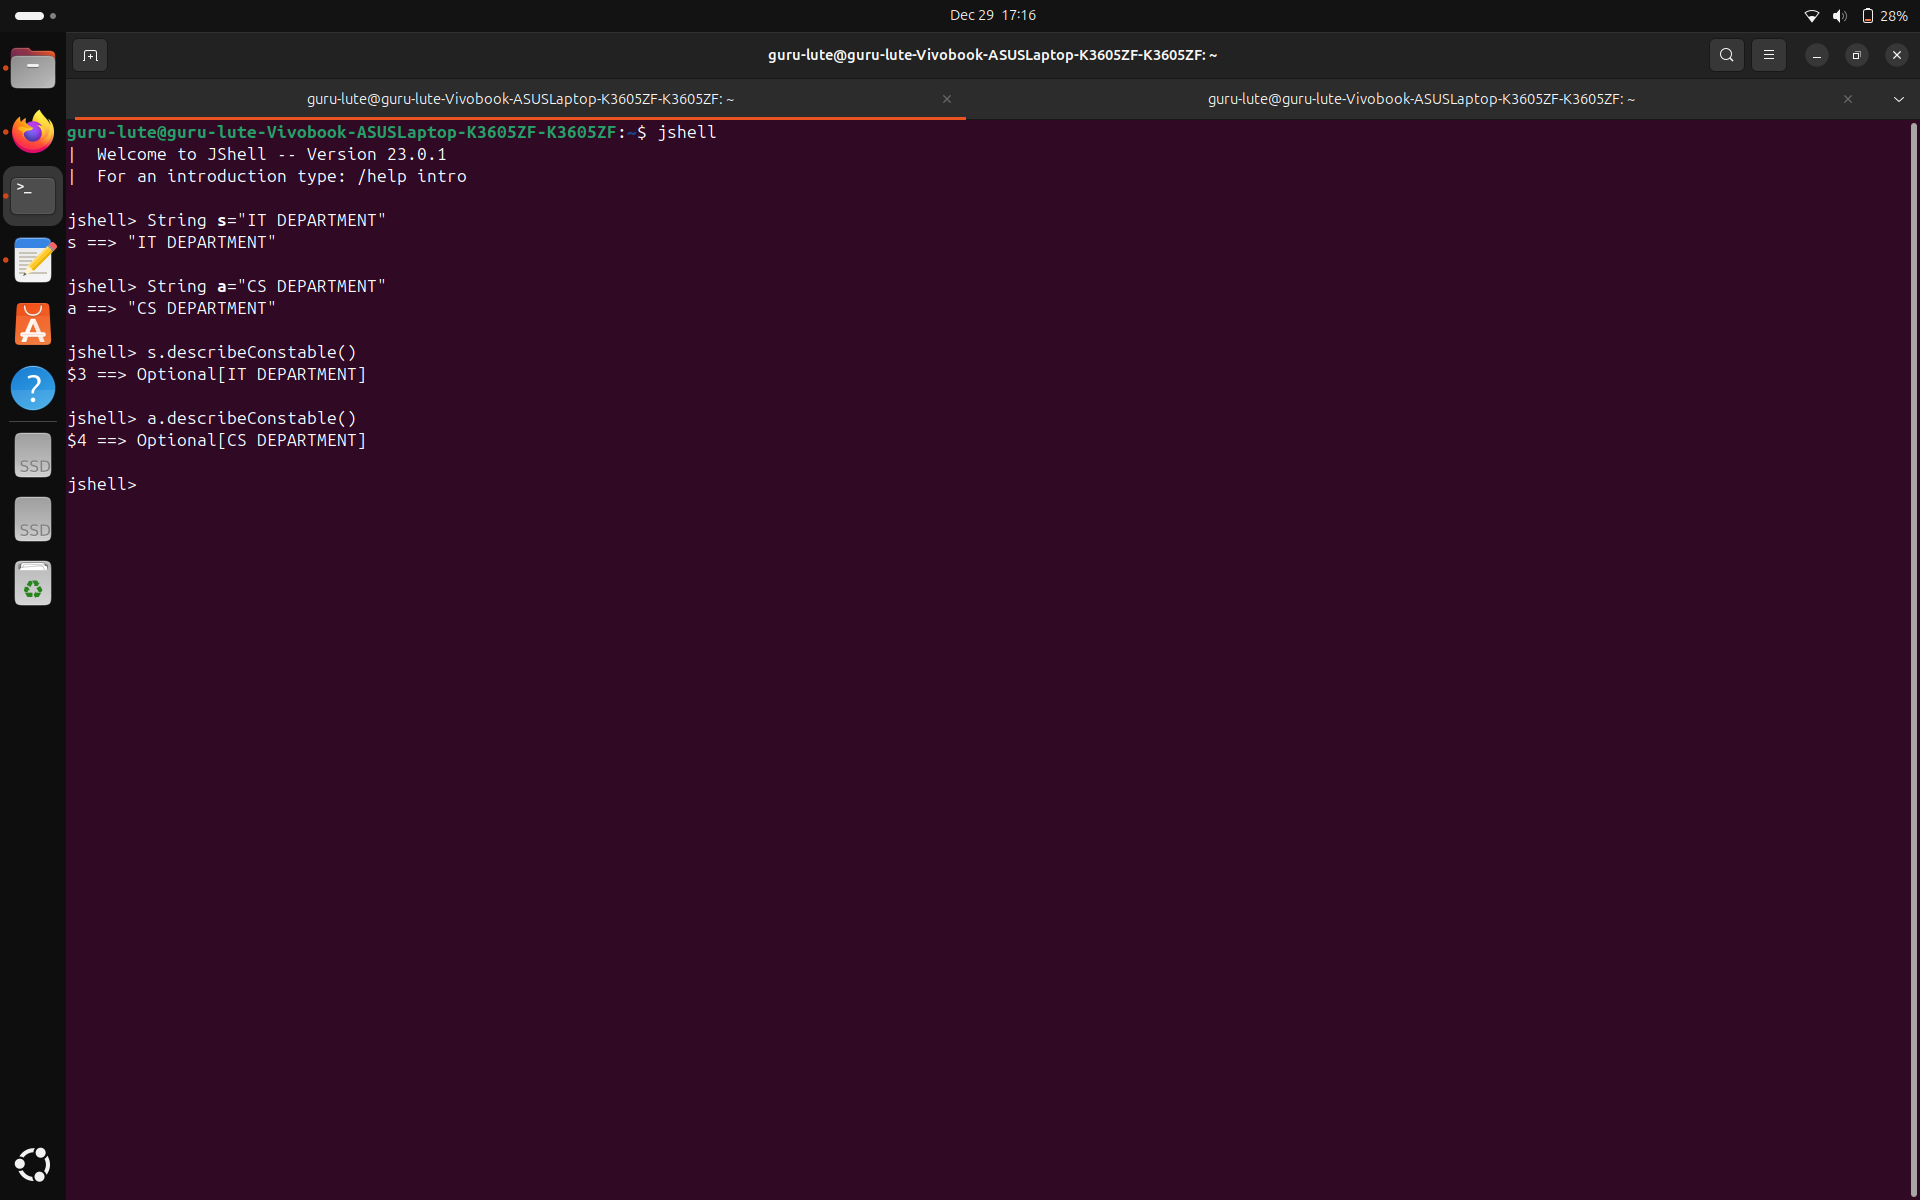 Dec 29 17:16
28%
guru-lute@guru-lute-Vivobook-ASUSLaptop-K3605ZF-K3605ZF: ~
guru-lute@guru-lute-Vivobook-ASUSLaptop-K3605ZF-K3605ZF: ~
guru-lute@guru-lute-Vivobook-ASUSLaptop-K3605ZF-K3605ZF: ~
guru-lute@guru-lute-Vivobook-ASUSLaptop-K3605ZF-K3605ZF:~$ jshell
| Welcome to JShell -- Version 23.0.1
| For an introduction type: /help intro
jshell> String s="IT DEPARTMENT"
s ==> "IT DEPARTMENT"
jshell> String a="CS DEPARTMENT"
a ==> "CS DEPARTMENT"
jshell> s.describeConstable()
$3 ==> Optional[IT DEPARTMENT]
jshell> a.describeConstable()
$4 ==> Optional[CS DEPARTMENT]
jshell>
SSD
SSD